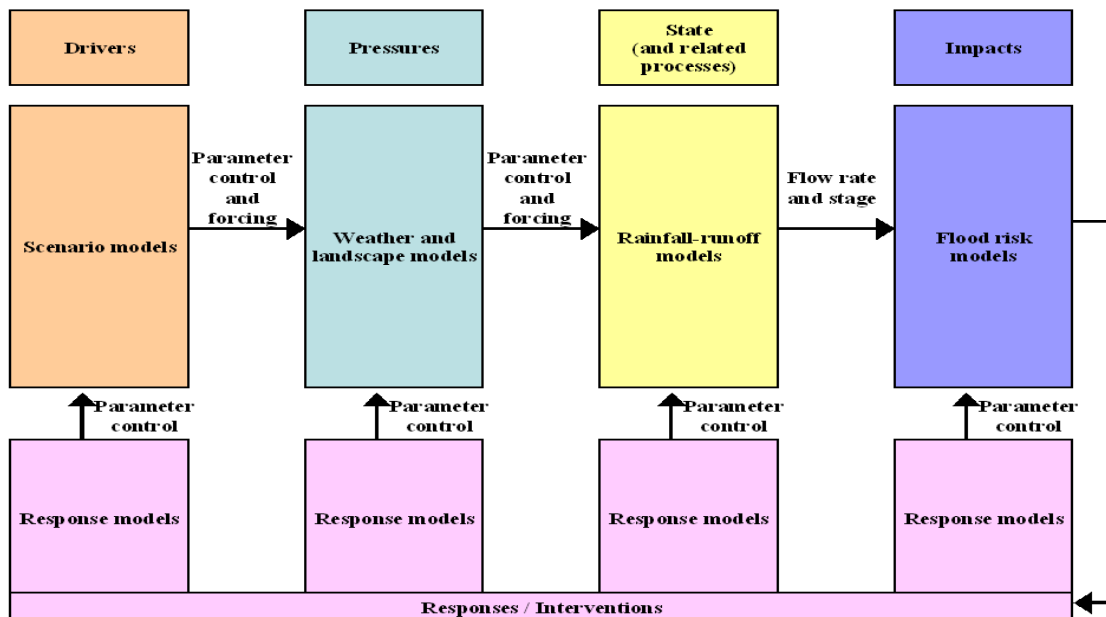 Drivers
Pressures
State
(and related
processes)
Impacts
Parameter
control
and
forcing
Parameter
control
and
forcing
Flow rate
and stage
Scenario models
Weather and
landscape models
Rainfall-runoff
models
Flood risk
models
Parameter
control
Parameter
control
Parameter
control
Parameter
control
Response models
Response models
Response models
Response models
Responses / Interventions